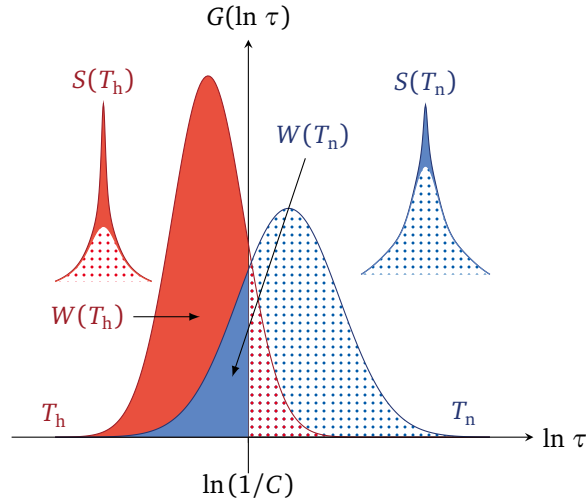 G(ln τ)
S(T_h)
S(T_n)
W(T_n)
W(T_h)
T_h
T_n
ln τ
ln(1/C)